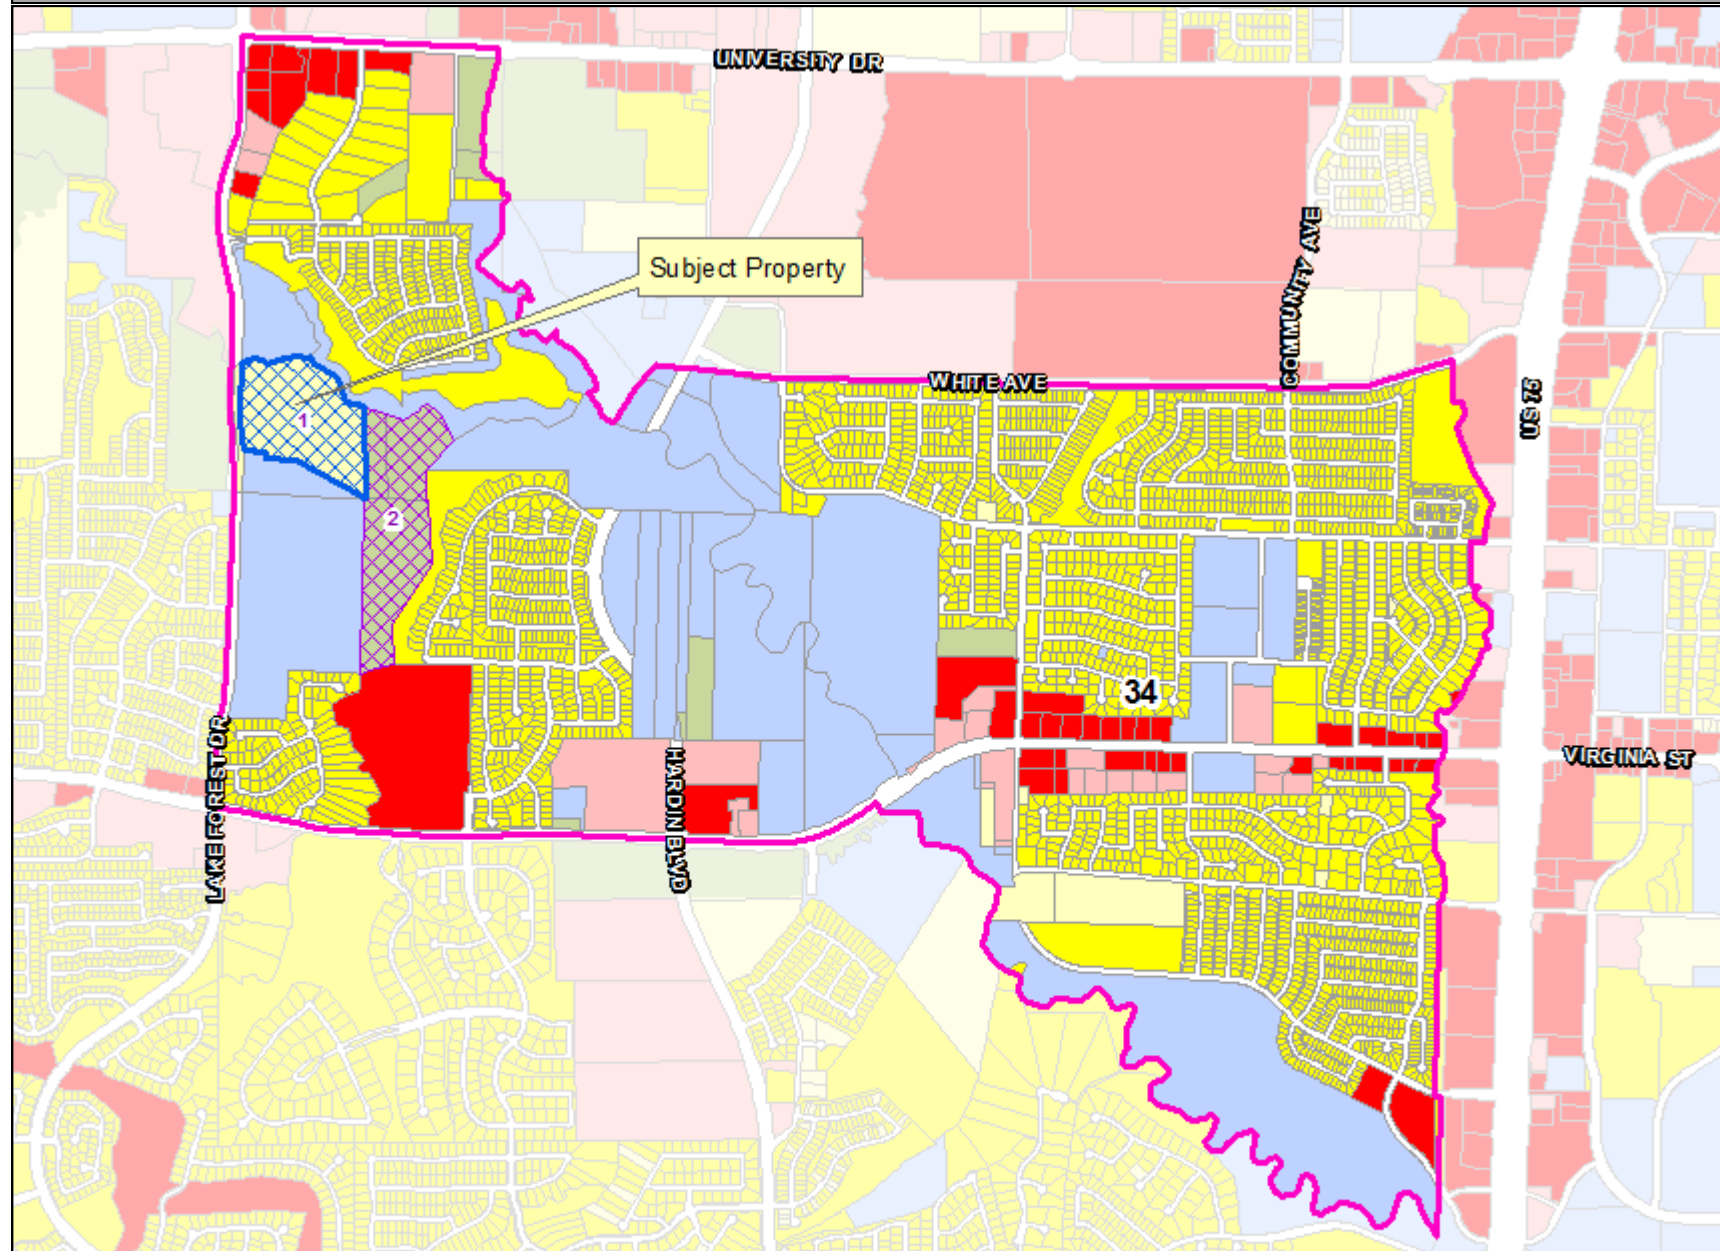 UNIVERSITY DR
Subject Property
COMMUNITY AVE
WHITE AVE
US 75
1
2
34
LAKE FOREST DR
HARDIN BLVD
VIRGINIA ST